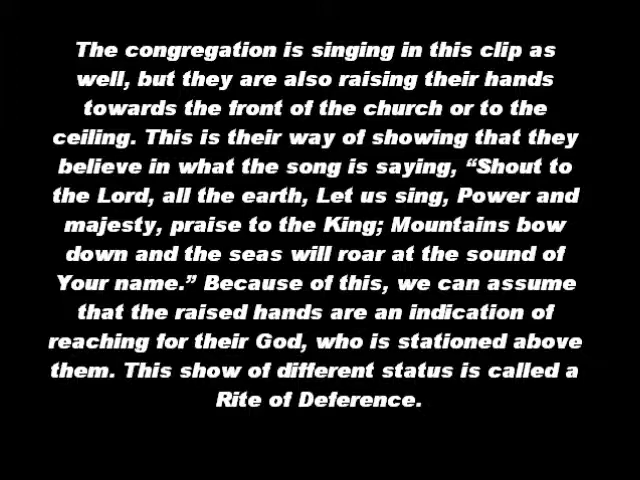 The congregation is singing in this clip as
well, but they are also raising their hands
towards the front of the church or to the
ceiling. This is their way of showing that they
believe in what the song is saying, “Shout to
the Lord, all the earth, Let us sing, Power and
majesty, praise to the King; Mountains bow
down and the seas will roar at the sound of
Your name.” Because of this, we can assume
that the raised hands are an indication of
reaching for their God, who is stationed above
them. This show of different status is called a
Rite of Deference.